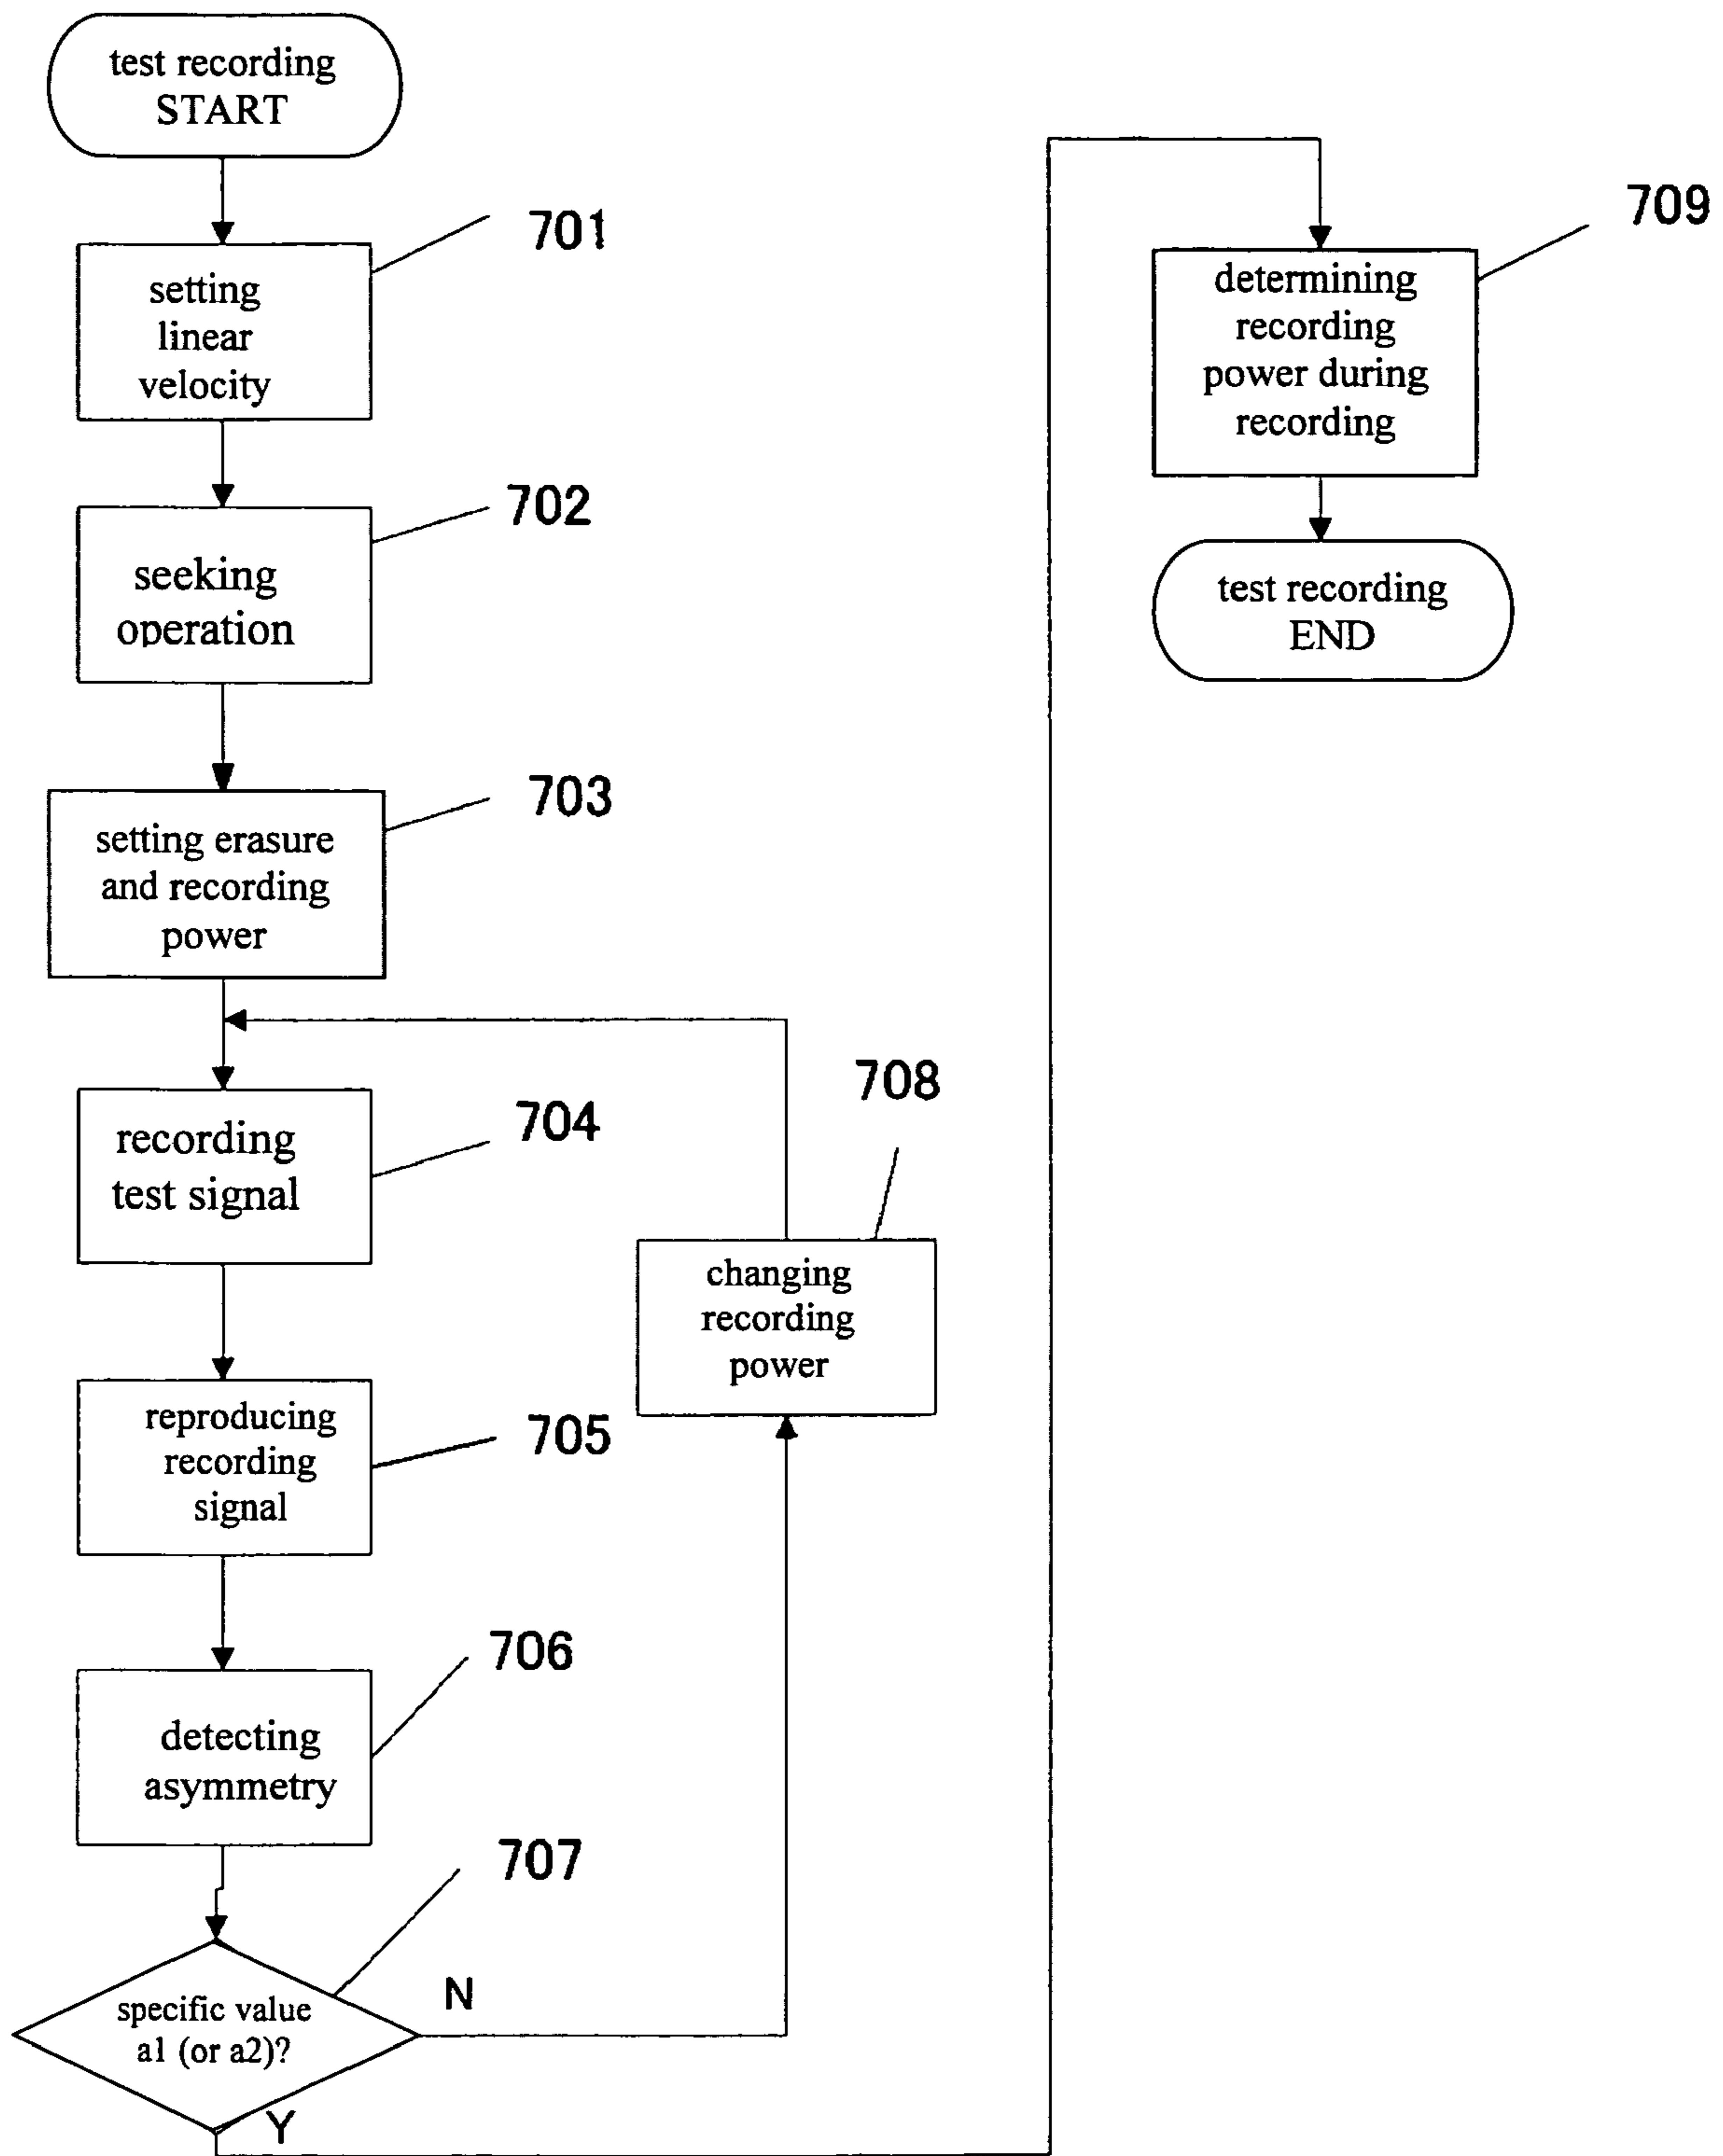 test recording
START
701
setting
linear
velocity
702
seeking
operation
703
setting erasure
and recording
power
704
recording
test signal
705
reproducing
recording
signal
706
detecting
asymmetry
707
specific value
a1 (or a2)?
N
Y
708
changing
recording
power
709
determining
recording
power during
recording
test recording
END